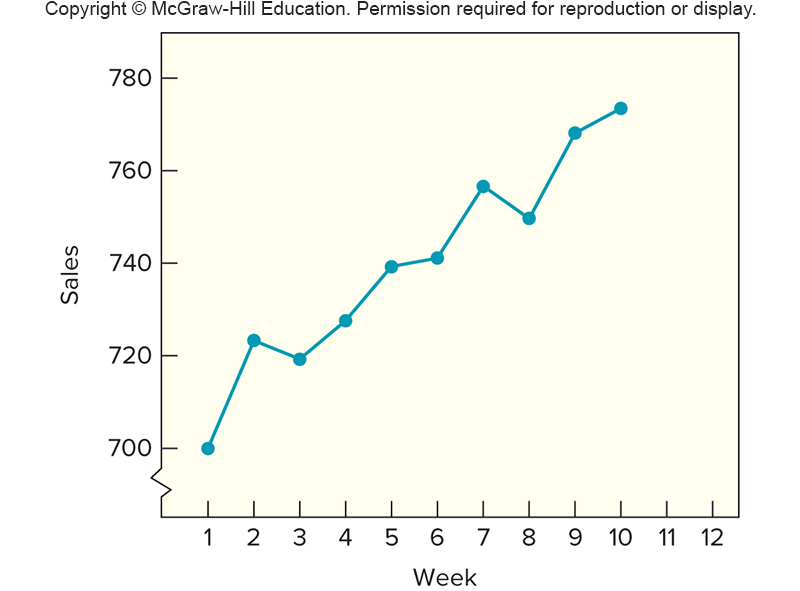 Copyright © McGraw-Hill Education. Permission required for reproduction or display.
780
760
740
720
700
Sales
1 2 3 4 5 6 7 8 9 10 11 12
Week